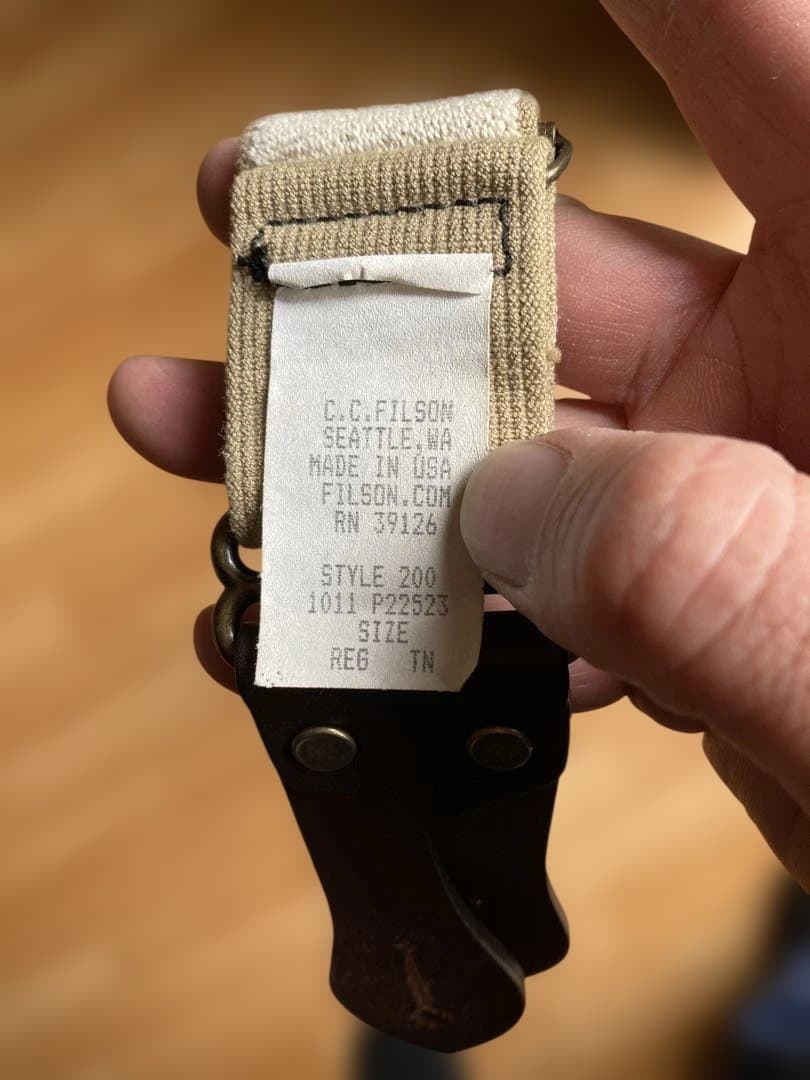 C.C.FILSON
SEATTLE,WA
MADE IN USA
FILSON.COM
RN 39126
STYLE 200
1011 P22523
SIZE
REG TN